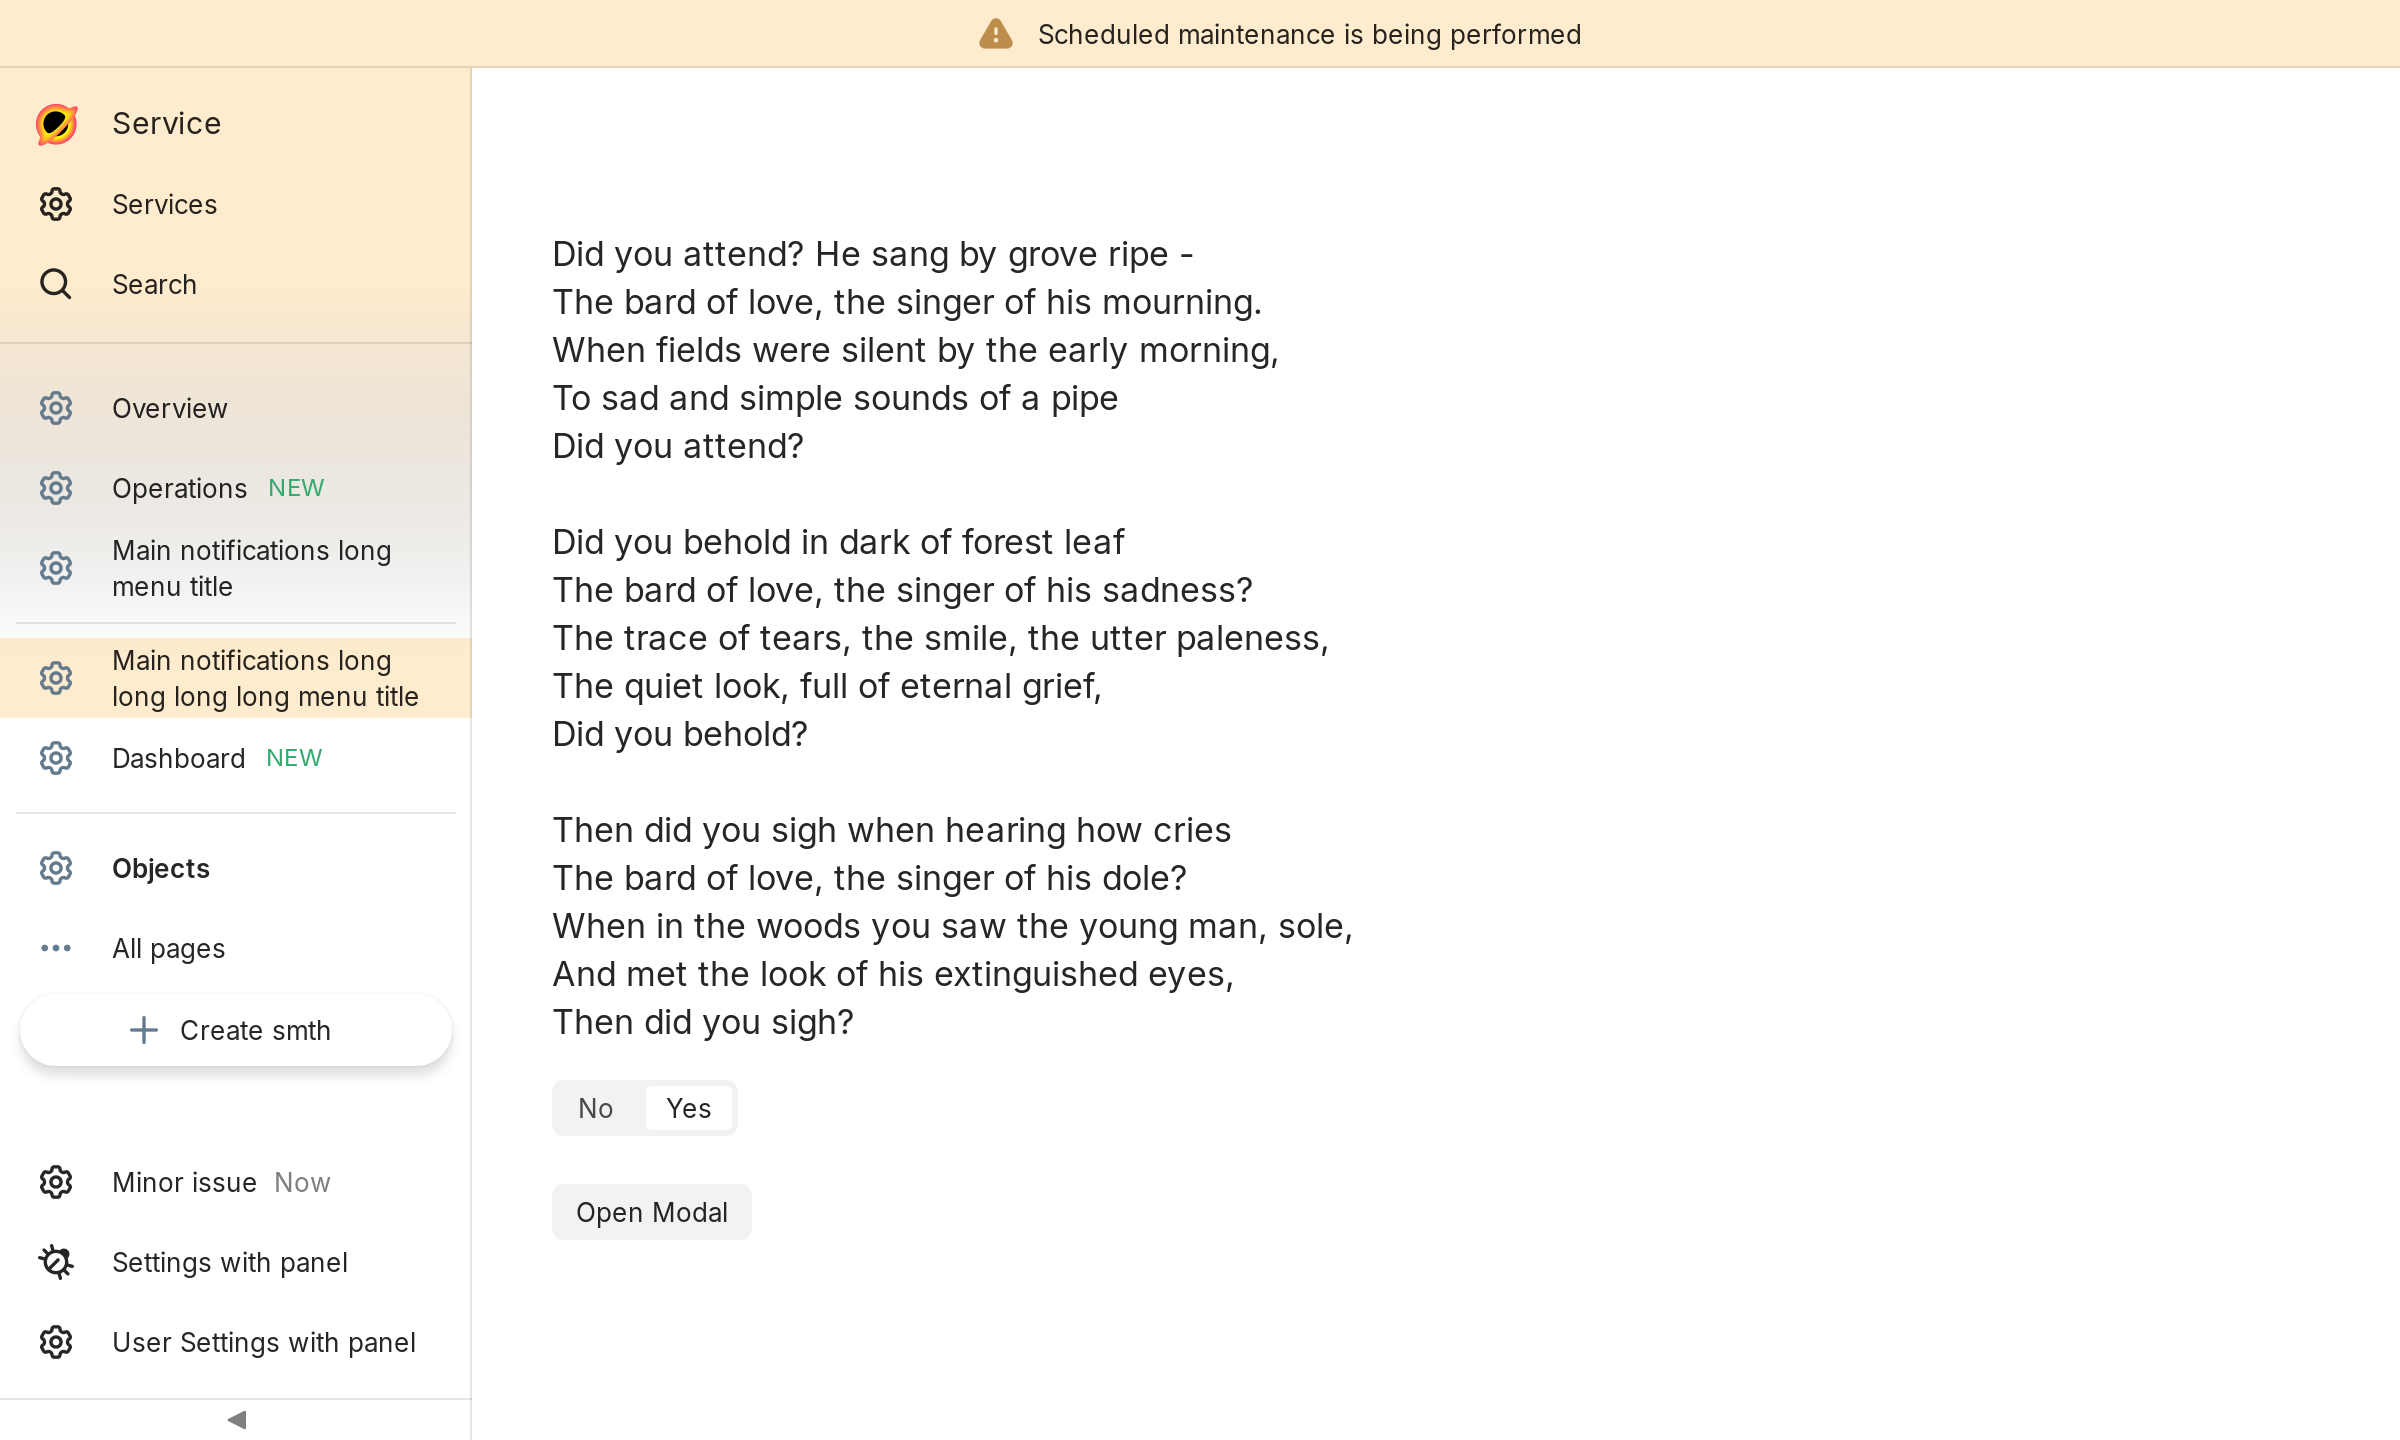 Scheduled maintenance is being performed
Service
Services
Search
Overview
Operations NEW
Main notifications long
menu title
Main notifications long
long long long menu title
Dashboard NEW
Objects
All pages
Create smth
Minor issue Now
Settings with panel
User Settings with panel
Did you attend? He sang by grove ripe -
The bard of love, the singer of his mourning.
When fields were silent by the early morning,
To sad and simple sounds of a pipe
Did you attend?
Did you behold in dark of forest leaf
The bard of love, the singer of his sadness?
The trace of tears, the smile, the utter paleness,
The quiet look, full of eternal grief,
Did you behold?
Then did you sigh when hearing how cries
The bard of love, the singer of his dole?
When in the woods you saw the young man, sole,
And met the look of his extinguished eyes,
Then did you sigh?
No Yes
Open Modal